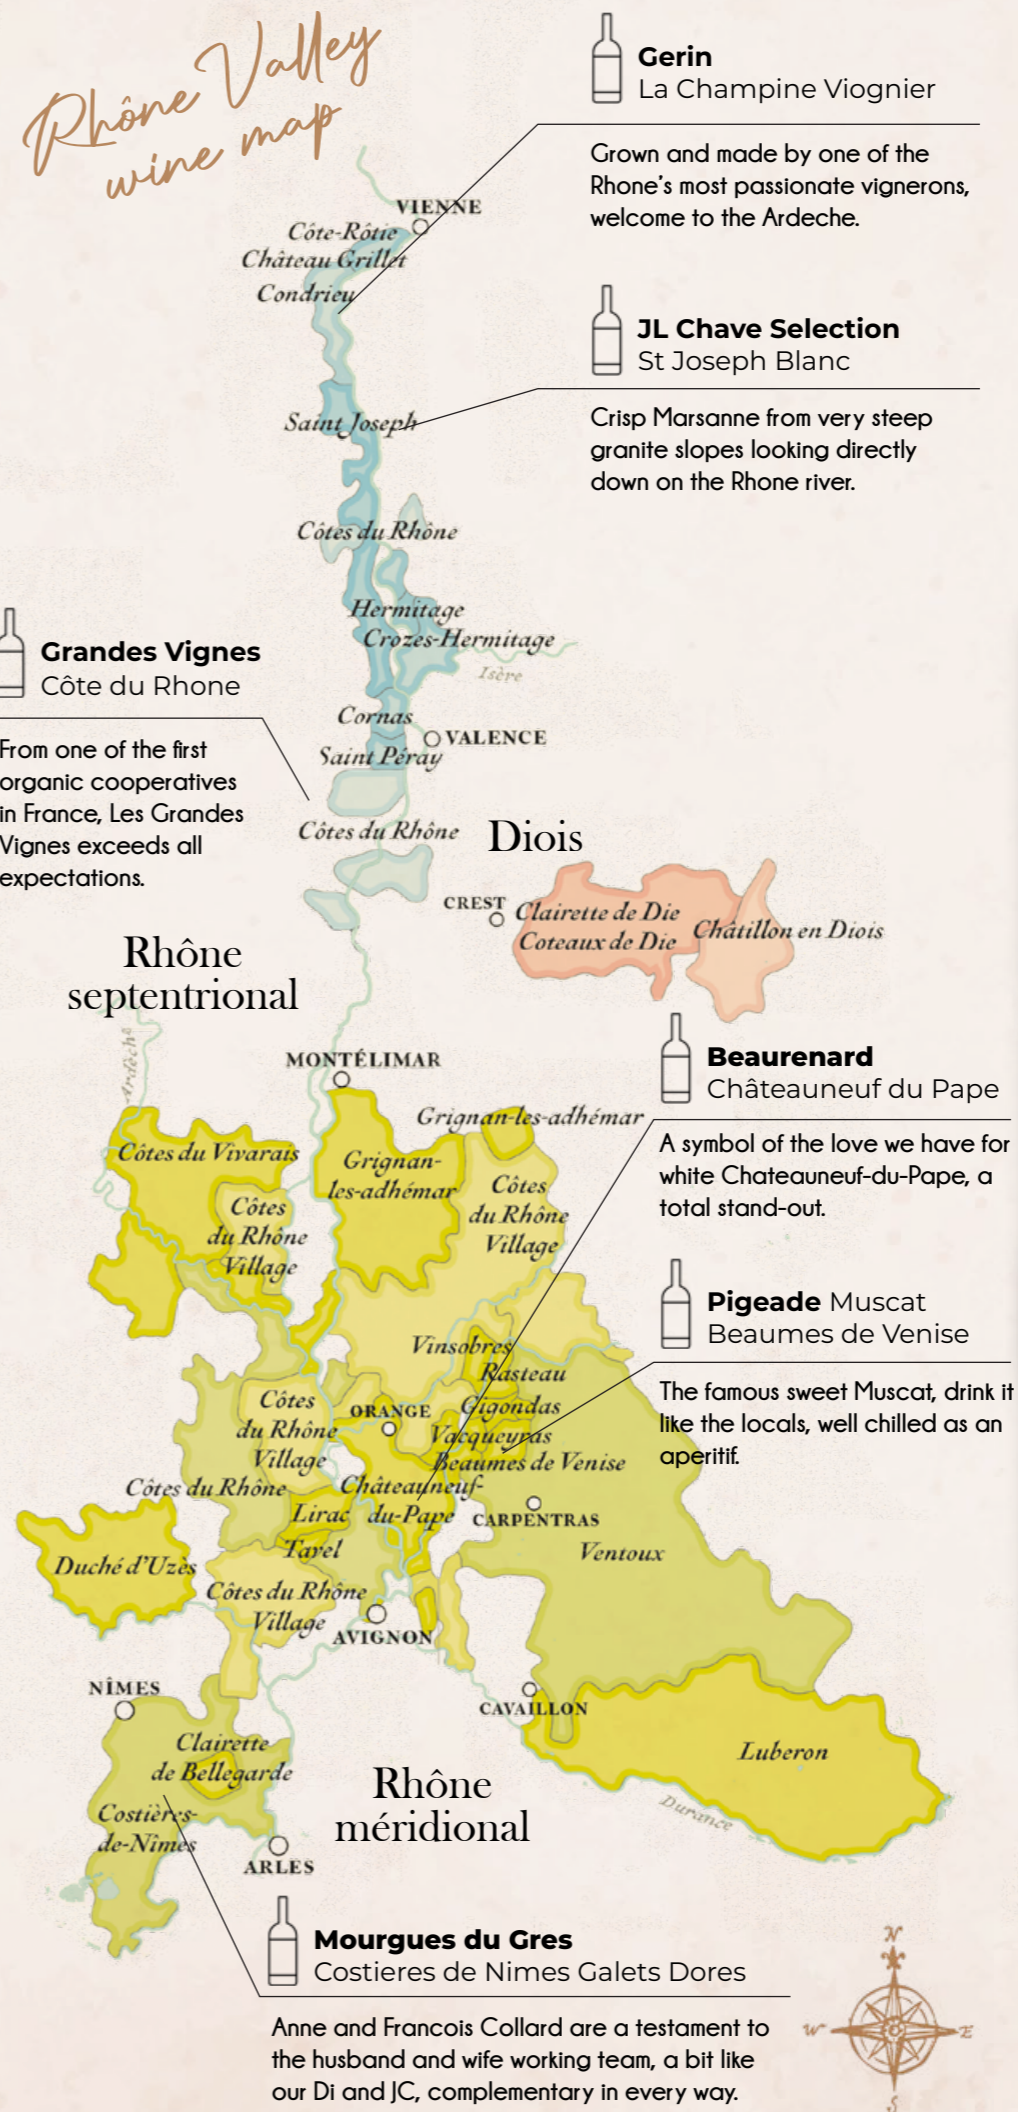 Rhône Valley
wine map
Gerin
La Champine Viognier
Grown and made by one of the
Rhone's most passionate vignerons,
welcome to the Ardeche.
VIENNE
Côte-Rôtie
Château Grillet
Condrieu
JL Chave Selection
St Joseph Blanc
Crisp Marsanne from very steep
granite slopes looking directly
down on the Rhone river.
Saint Joseph
Côtes du Rhône
Hermitage
Crozes-Hermitage
Isère
Grandes Vignes
Côte du Rhone
From one of the first
organic cooperatives
in France, Les Grandes
Vignes exceeds all
expectations.
Cornas
VALENCE
Saint Péray
Côtes du Rhône
Diois
CREST
Clairette de Die
Coteaux de Die
Châtillon en Diois
Rhône
septentrional
Ardèche
MONTÉLIMAR
Beaurenard
Châteauneuf du Pape
A symbol of the love we have for
white Chateauneuf-du-Pape, a
total stand-out.
Grignan-les-adhémar
Côtes du Vivarais
Grignan-
les-adhémar
Côtes
du Rhône
Village
Côtes
du Rhône
Village
Pigeade Muscat
Beaumes de Venise
The famous sweet Muscat, drink it
like the locals, well chilled as an
aperitif.
Vinsobres
Rasteau
Gigondas
Vacqueyras
Beaumes de Venise
ORANGE
Côtes
du Rhône
Village
Côtes du Rhône
Châteauneuf-
du-Pape
Lirac
Tavel
CARPENTRAS
Ventoux
Duché d'Uzès
Côtes du Rhône
Village
AVIGNON
NÎMES
CAVAILLON
Clairette
de Bellegarde
Costières-
de-Nîmes
Luberon
Durance
Rhône
méridional
ARLES
Mourgues du Gres
Costieres de Nimes Galets Dores
Anne and Francois Collard are a testament to
the husband and wife working team, a bit like
our Di and JC, complementary in every way.
N
W
E
S